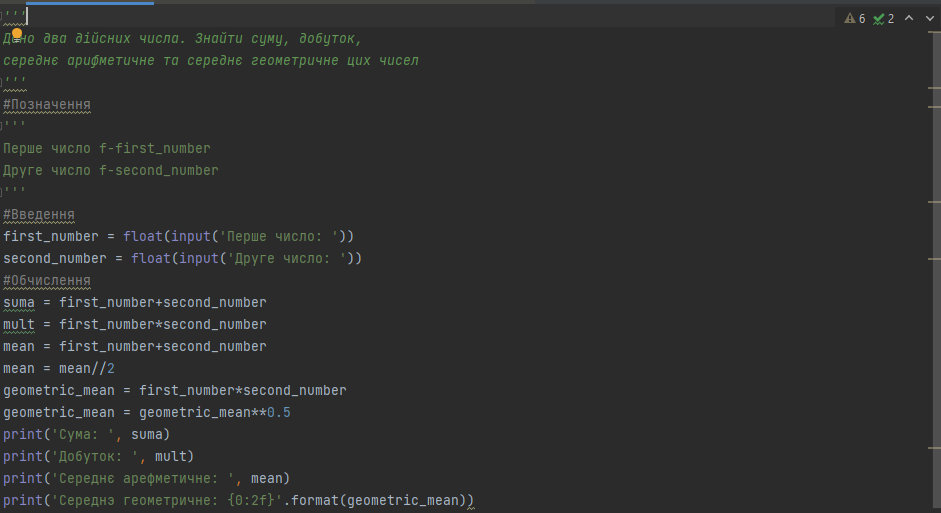 '''
Дано два дійсних числа. Знайти суму, добуток,
середнє арифметичне та середнє геометричне цих чисел
'''
#Позначення
'''
Перше число f-first_number
Друге число f-second_number
'''
#Введення
first_number = float(input('Перше число: '))
second_number = float(input('Друге число: '))
#Обчислення
suma = first_number+second_number
mult = first_number*second_number
mean = first_number+second_number
mean = mean//2
geometric_mean = first_number*second_number
geometric_mean = geometric_mean**0.5
print('Сума: ', suma)
print('Добуток: ', mult)
print('Середнє арефметичне: ', mean)
print('Середнэ геометричне: {0:2f}'.format(geometric_mean))
6 2